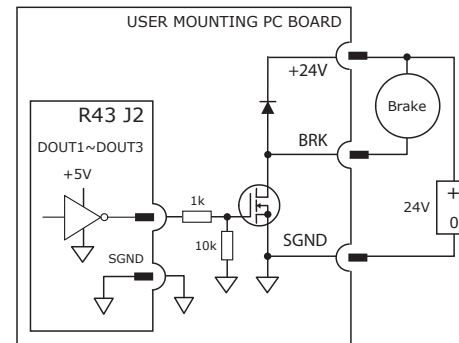 USER MOUNTING PC BOARD
+24V
R43 J2
Brake
DOUT1~DOUT3
BRK
+5V
1k
24V
+
0
10k
SGND
SGND